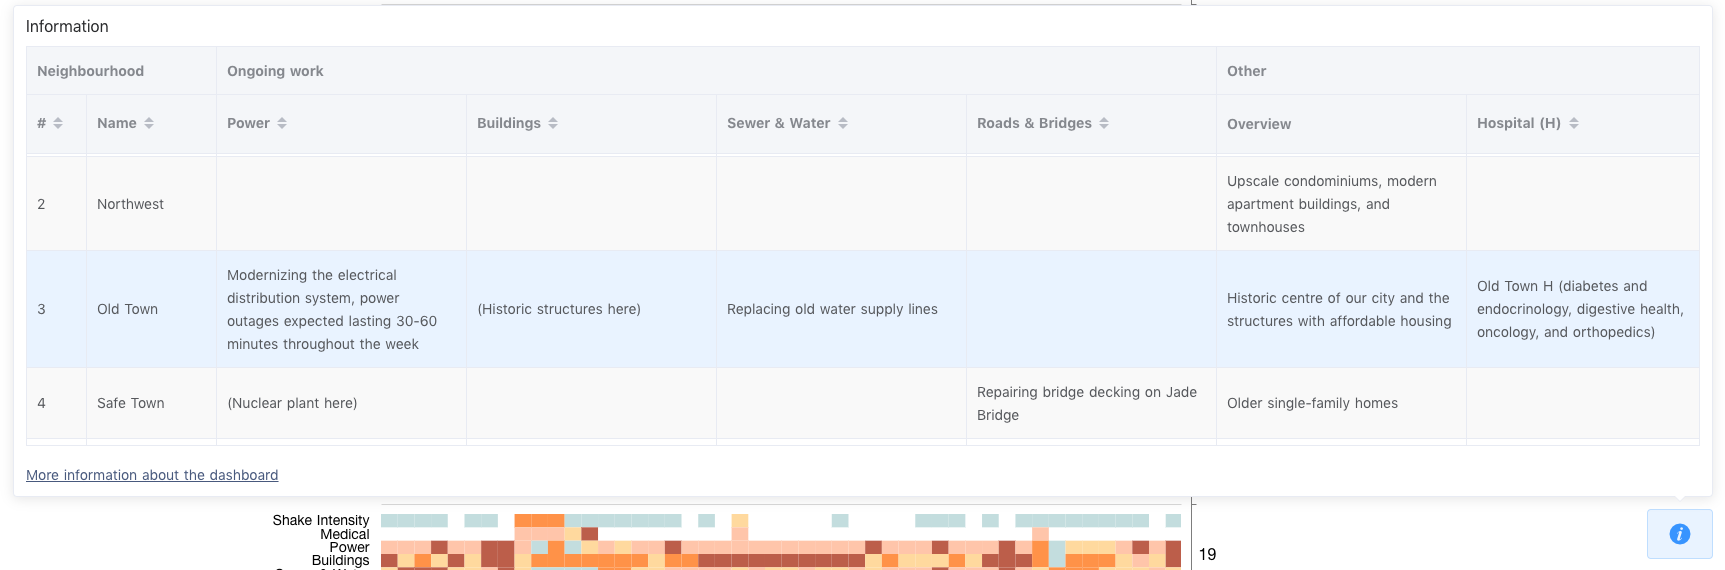 Information
Neighbourhood Ongoing work Other
# Name Power Buildings Sewer & Water Roads & Bridges Overview Hospital (H)
2 Northwest Upscale condominiums, modern
apartment buildings, and
townhouses
3 Old Town Modernizing the electrical
distribution system, power
outages expected lasting 30-60
minutes throughout the week
(Historic structures here)
Replacing old water supply lines
Historic centre of our city and the
structures with affordable housing
Old Town H (diabetes and
endocrinology, digestive health,
oncology, and orthopedics)
4 Safe Town (Nuclear plant here) Repairing bridge decking on Jade
Bridge
Older single-family homes
More information about the dashboard
Shake Intensity
Medical
Power
Buildings
19
i